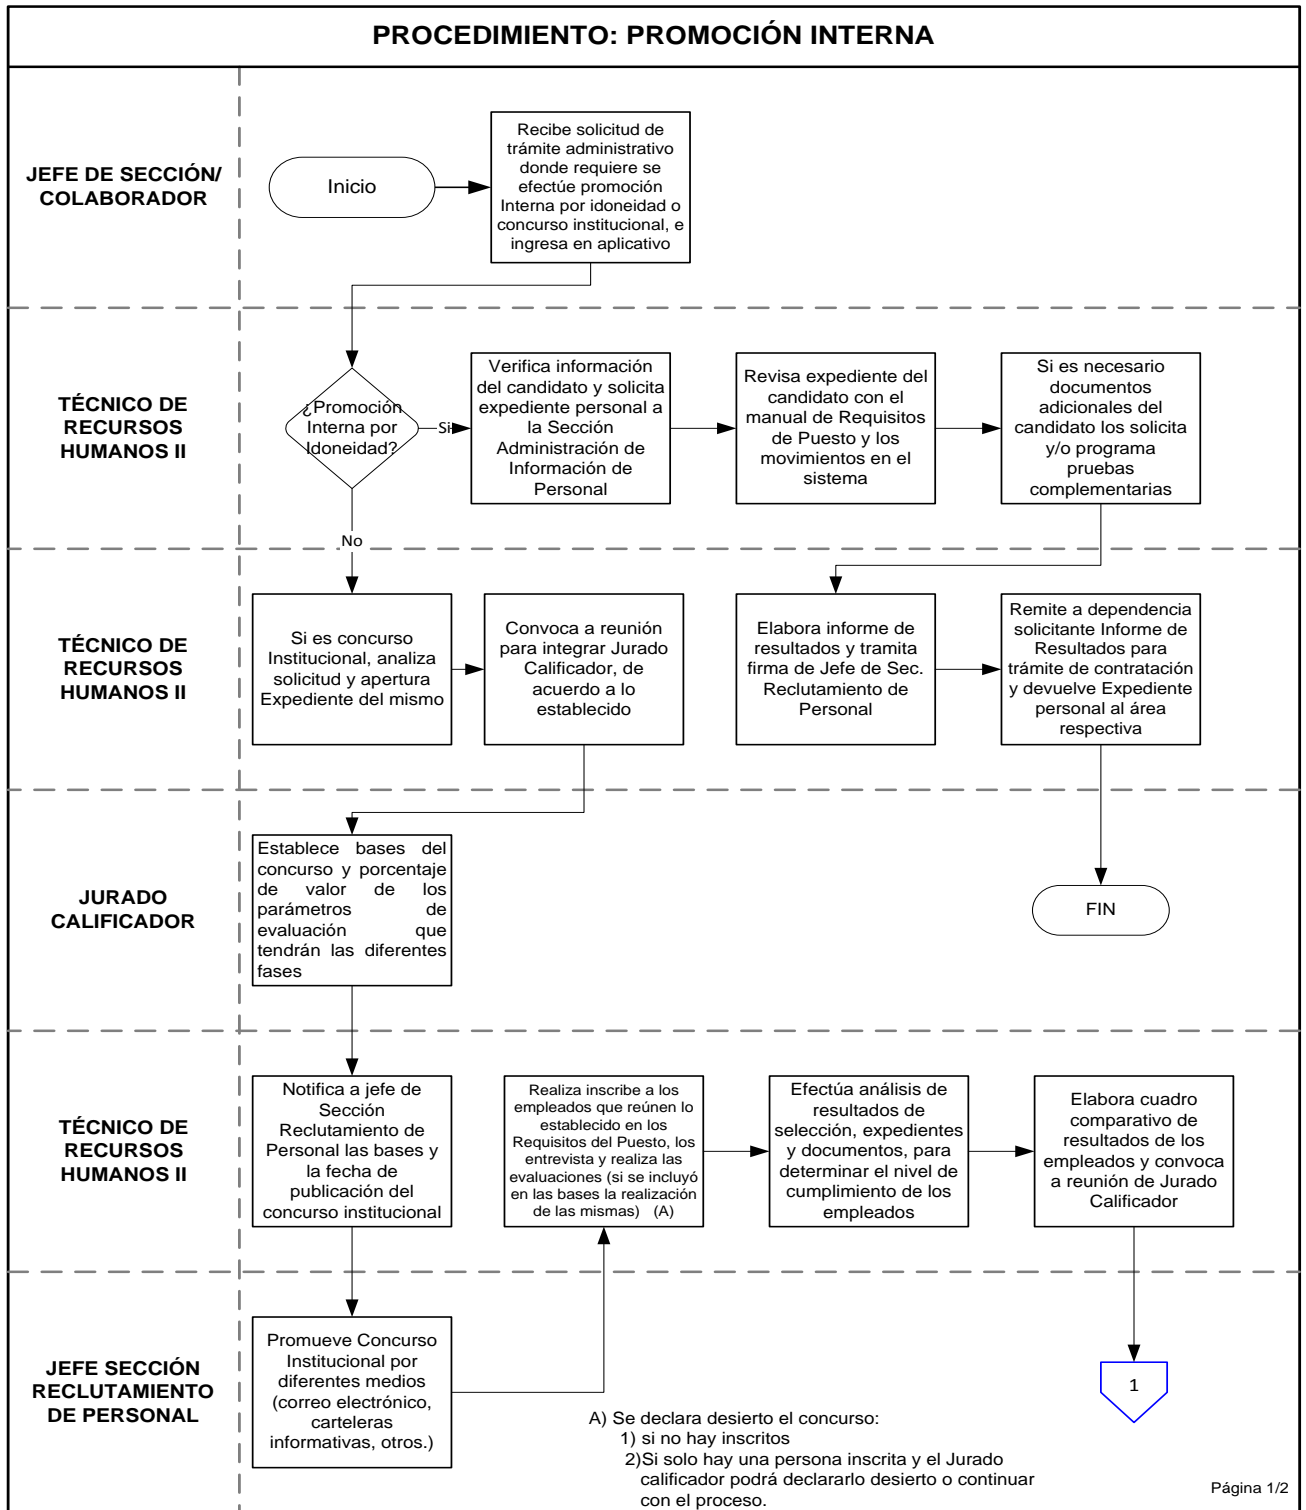 PROCEDIMIENTO: PROMOCIÓN INTERNA
JEFE DE SECCIÓN/
COLABORADOR
Inicio
Recibe solicitud de
trámite administrativo
donde requiere se
efectúe promoción
Interna por idoneidad o
concurso institucional, e
ingresa en aplicativo
TÉCNICO DE
RECURSOS
HUMANOS II
¿Promoción
Interna por
Idoneidad?
Si
No
Verifica información
del candidato y solicita
expediente personal a
la Sección
Administración de
Información de
Personal
Revisa expediente del
candidato con el
manual de Requisitos
de Puesto y los
movimientos en el
sistema
Si es necesario
documentos
adicionales del
candidato los solicita
y/o programa
pruebas
complementarias
TÉCNICO DE
RECURSOS
HUMANOS II
Si es concurso
Institucional, analiza
solicitud y apertura
Expediente del mismo
Convoca a reunión
para integrar Jurado
Calificador, de
acuerdo a lo
establecido
Elabora informe de
resultados y tramita
firma de Jefe de Sec.
Reclutamiento de
Personal
Remite a dependencia
solicitante Informe de
Resultados para
trámite de contratación
y devuelve Expediente
personal al área
respectiva
JURADO
CALIFICADOR
Establece bases del
concurso y porcentaje
de valor de los
parámetros de
evaluación que
tendrán las diferentes
fases
FIN
TÉCNICO DE
RECURSOS
HUMANOS II
Notifica a jefe de
Sección
Reclutamiento de
Personal las bases y
la fecha de
publicación del
concurso institucional
Realiza inscribe a los
empleados que reúnen lo
establecido en los
Requisitos del Puesto, los
entrevista y realiza las
evaluaciones (si se incluyó
en las bases la realización
de las mismas) (A)
Efectúa análisis de
resultados de
selección, expedientes
y documentos, para
determinar el nivel de
cumplimiento de los
empleados
Elabora cuadro
comparativo de
resultados de los
empleados y convoca
a reunión de Jurado
Calificador
JEFE SECCIÓN
RECLUTAMIENTO
DE PERSONAL
Promueve Concurso
Institucional por
diferentes medios
(correo electrónico,
carteleras
informativas, otros.)
1
A) Se declara desierto el concurso:
1) si no hay inscritos
2)Si solo hay una persona inscrita y el Jurado
calificador podrá declararlo desierto o continuar
con el proceso.
Página 1/2